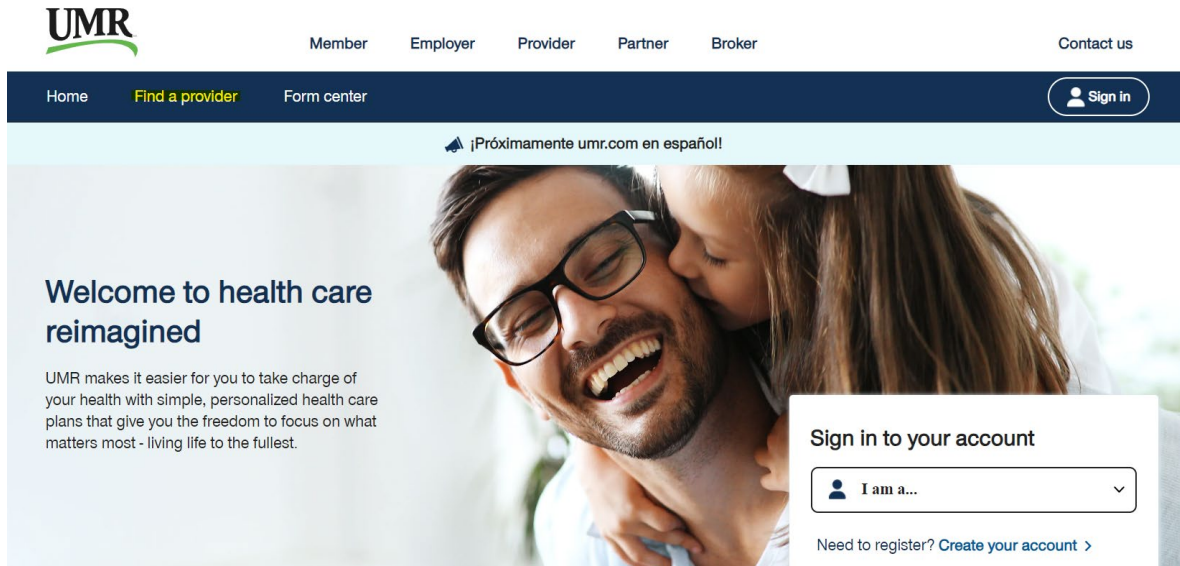 UMR
Member Employer Provider Partner Broker Contact us
Home Find a provider Form center Sign in
¡Próximamente umr.com en español!
Welcome to health care
reimagined
UMR makes it easier for you to take charge of
your health with simple, personalized health care
plans that give you the freedom to focus on what
matters most - living life to the fullest.
Sign in to your account
I am a...
Need to register? Create your account >